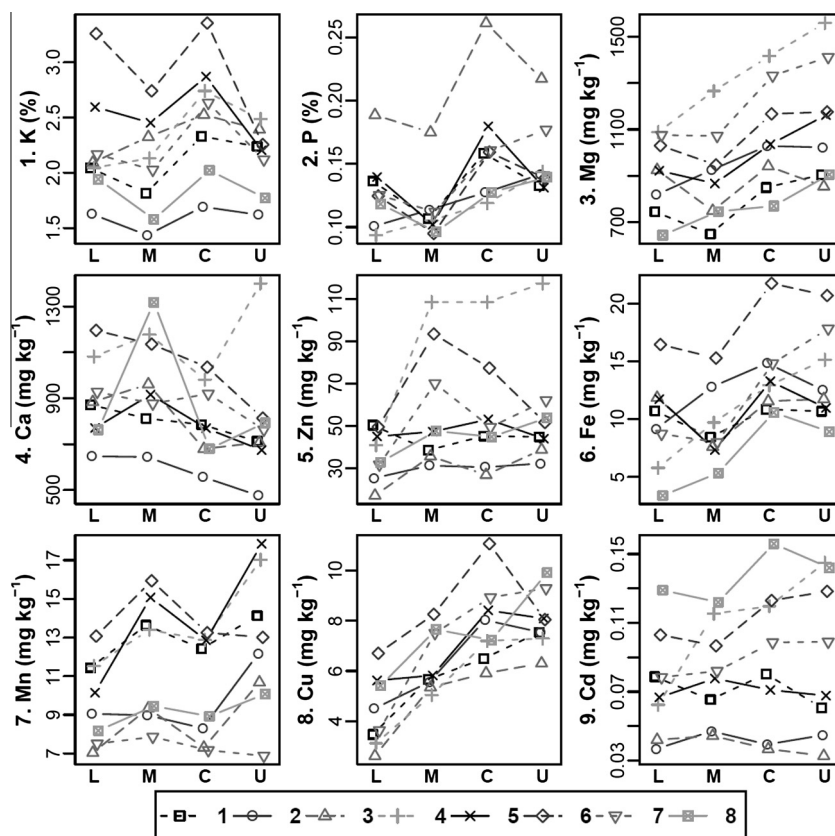 1. K (%)
3.0
2.5
2.0
1.5
L M C U
2. P (%)
0.25
0.20
0.15
0.10
L M C U
3. Mg (mg kg⁻¹)
1500
1100
700
L M C U
4. Ca (mg kg⁻¹)
1300
900
500
L M C U
5. Zn (mg kg⁻¹)
110
90
70
50
30
L M C U
6. Fe (mg kg⁻¹)
20
15
10
5
L M C U
7. Mn (mg kg⁻¹)
17
15
13
11
9
7
L M C U
8. Cu (mg kg⁻¹)
10
8
6
4
L M C U
9. Cd (mg kg⁻¹)
0.15
0.11
0.07
0.03
L M C U
1 2 3 4 5 6 7 8